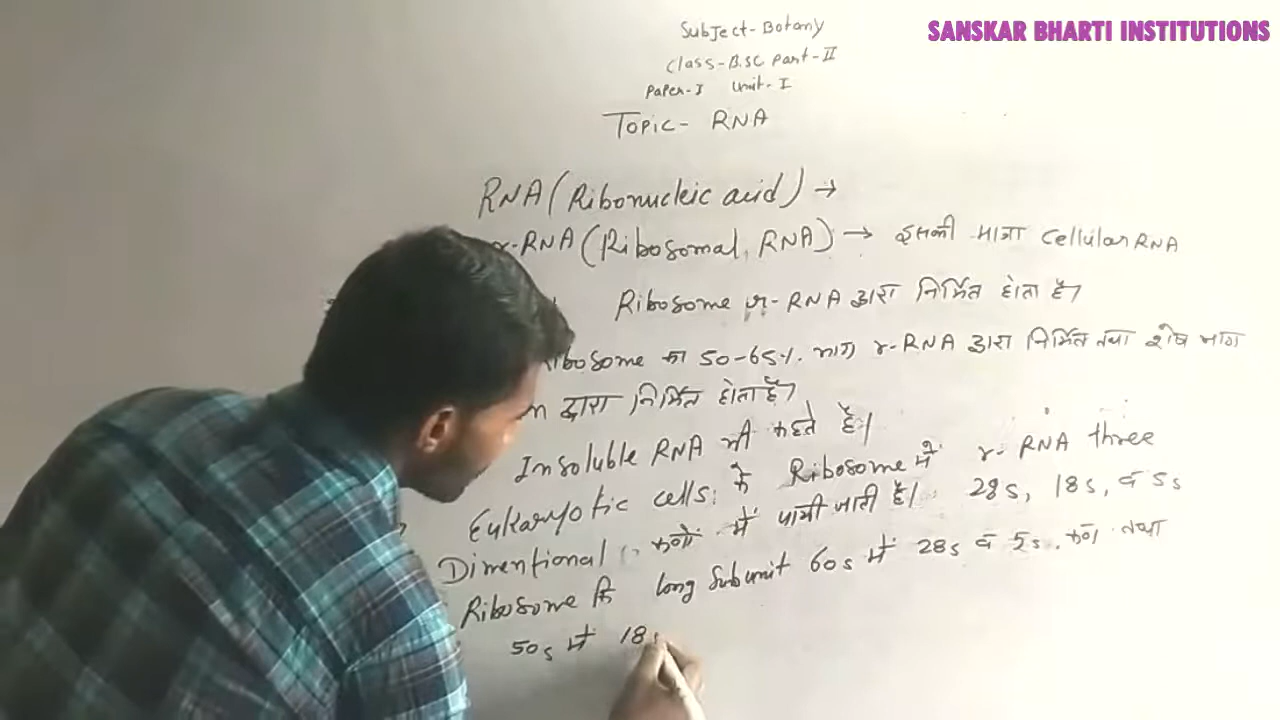 SANSKAR BHARTI INSTITUTIONS
Subject-Botany
Class-B.SC Part-II
Paper-I Unit-I
Topic- RNA
RNA (Ribonucleic acid) →
r-RNA (Ribosomal RNA) → इसकी मात्रा cellular RNA
Ribosome r-RNA द्वारा निर्मित होता है।
Ribosome का 50-65% भाग r-RNA द्वारा निर्मित तथा शेष भाग
द्वारा निर्मित होता है।
Insoluble RNA भी कहते है।
Eukaryotic cells के Ribosome में r-RNA three
Dimentional कणों में पायी जाती है। 28s, 18s, व 5s
Ribosome कि long subunit 60s में 28s व 5s कण तथा
50s में 18s